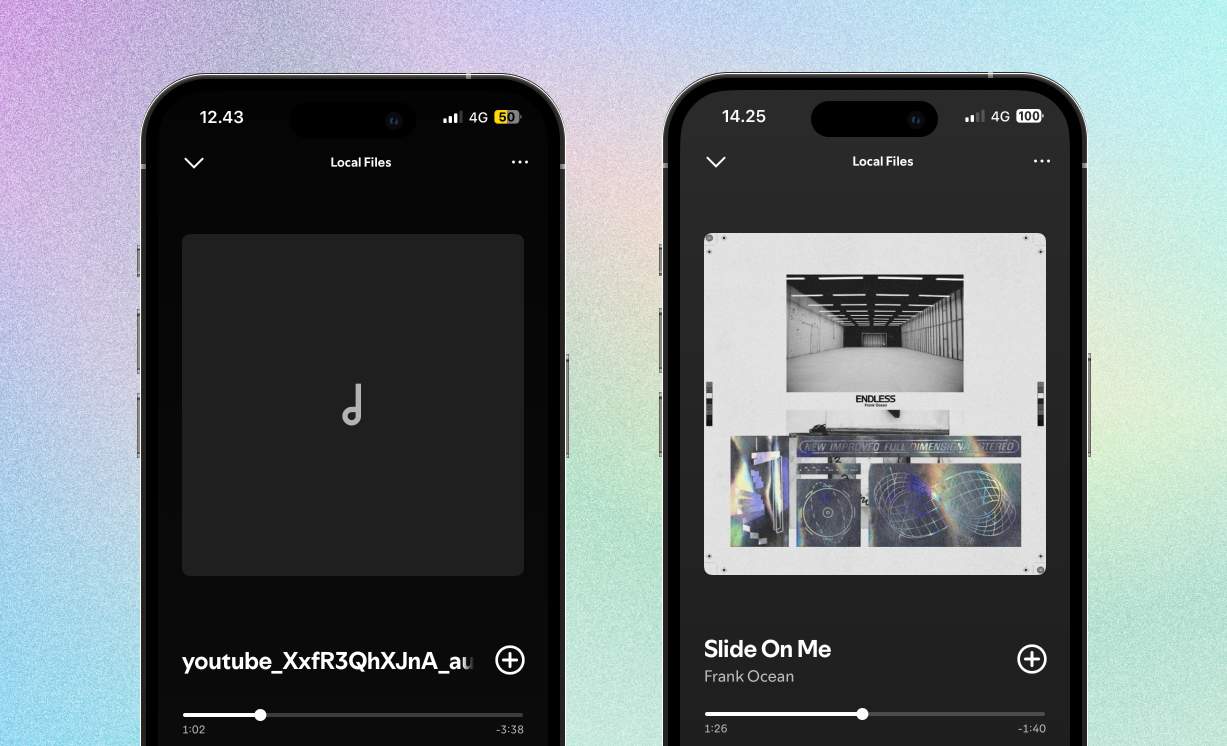 12.43
4G
50
Local Files
youtube_XxfR3QhXJnA_au
1:02
-3:38
14.25
4G
100
Local Files
ENDLESS
Frank Ocean
NEW IMPROVED FULL DIMENSIONAL
Slide On Me
Frank Ocean
1:26
-1:40